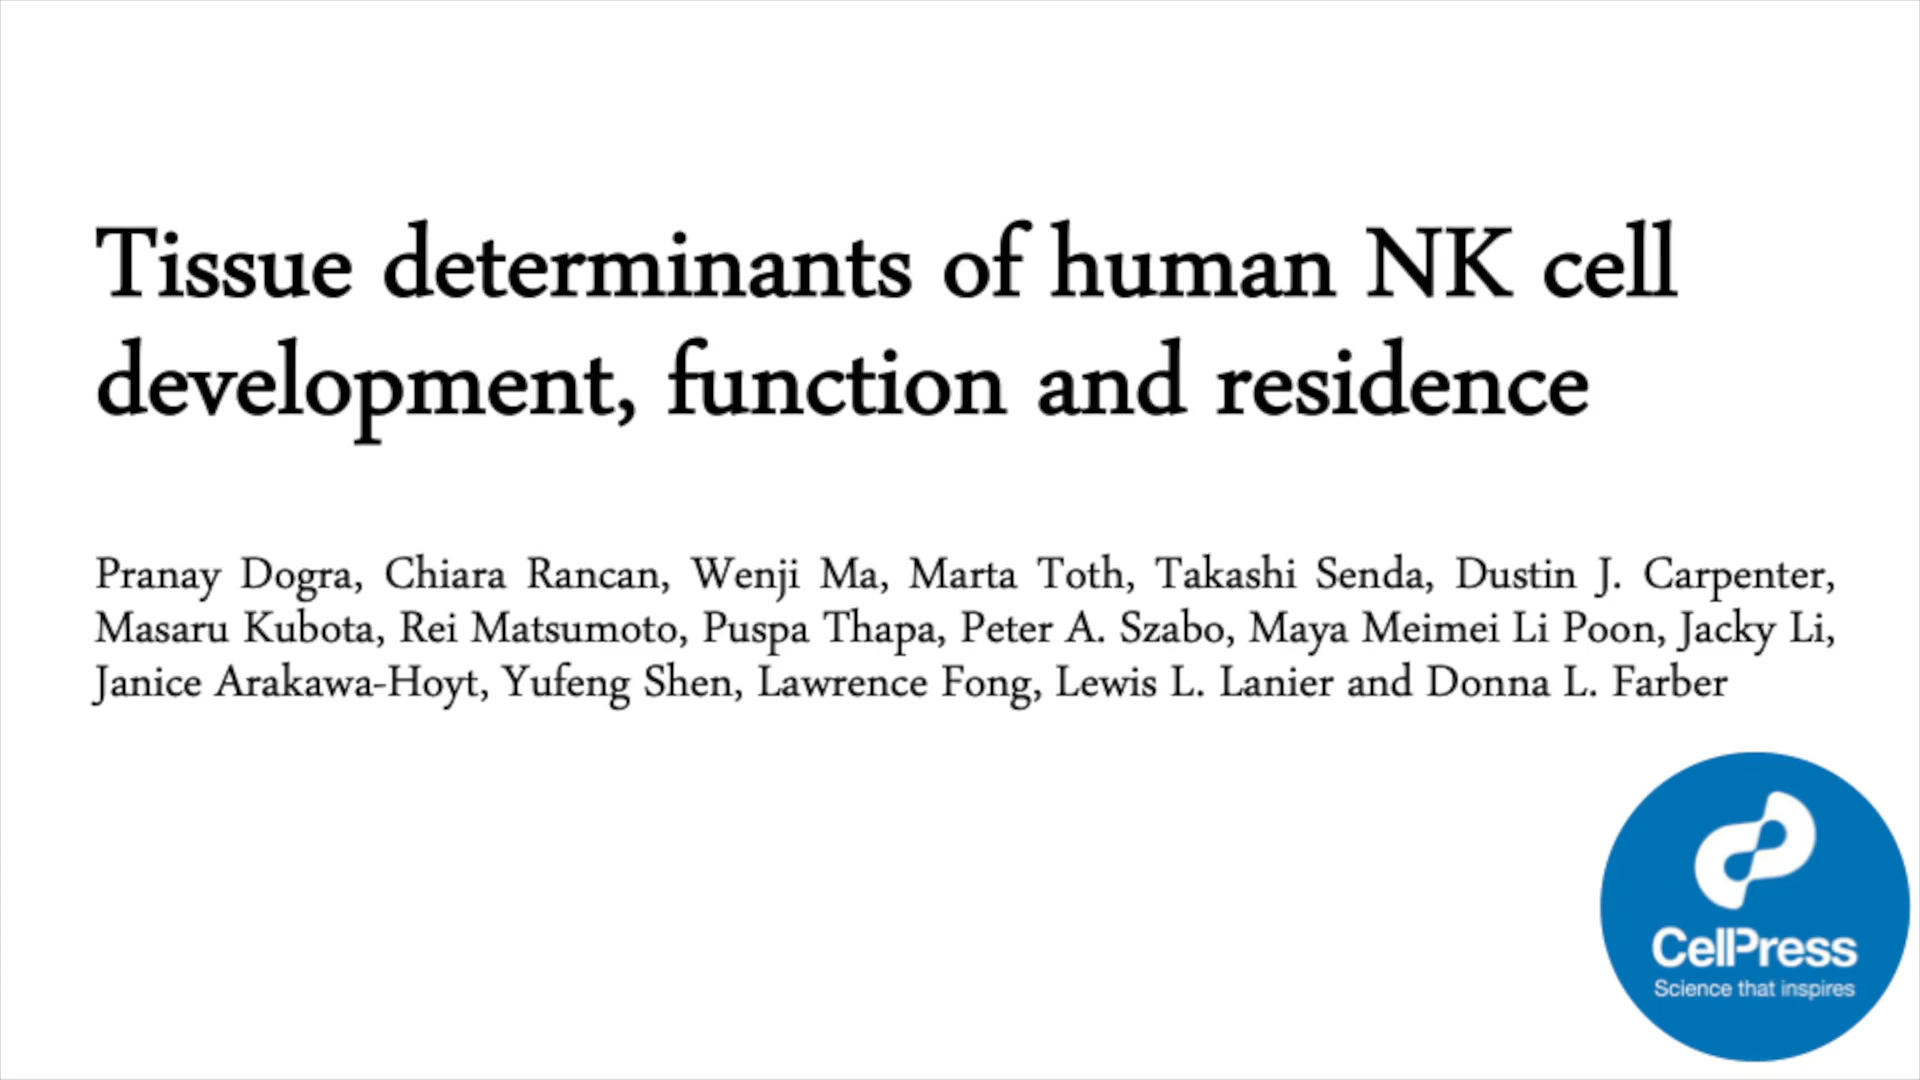 Tissue determinants of human NK cell
development, function and residence
Pranay Dogra, Chiara Rancan, Wenji Ma, Marta Toth, Takashi Senda, Dustin J. Carpenter,
Masaru Kubota, Rei Matsumoto, Puspa Thapa, Peter A. Szabo, Maya Meimei Li Poon, Jacky Li,
Janice Arakawa-Hoyt, Yufeng Shen, Lawrence Fong, Lewis L. Lanier and Donna L. Farber
CellPress
Science that inspires